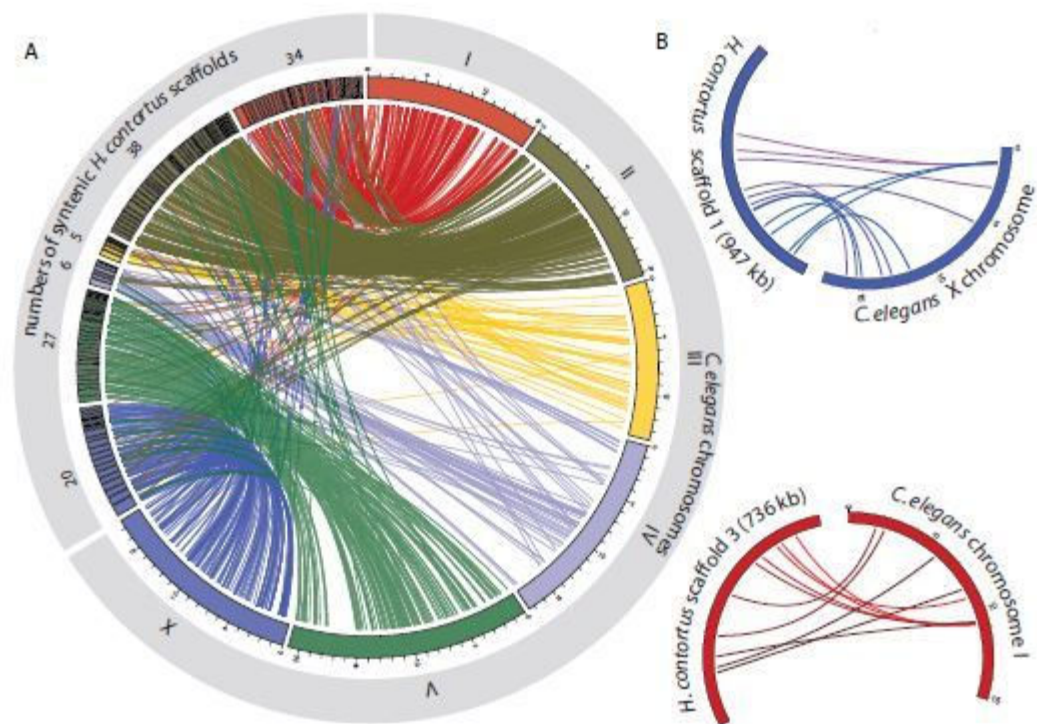 A
numbers of syntenic H. contortus scaffolds
34
38
5
6
27
20
I
II
III
IV
V
X
C. elegans chromosomes
B
H. contortus scaffold 1 (947 kb)
C. elegans X chromosome
H. contortus scaffold 3 (736 kb)
C. elegans chromosome I